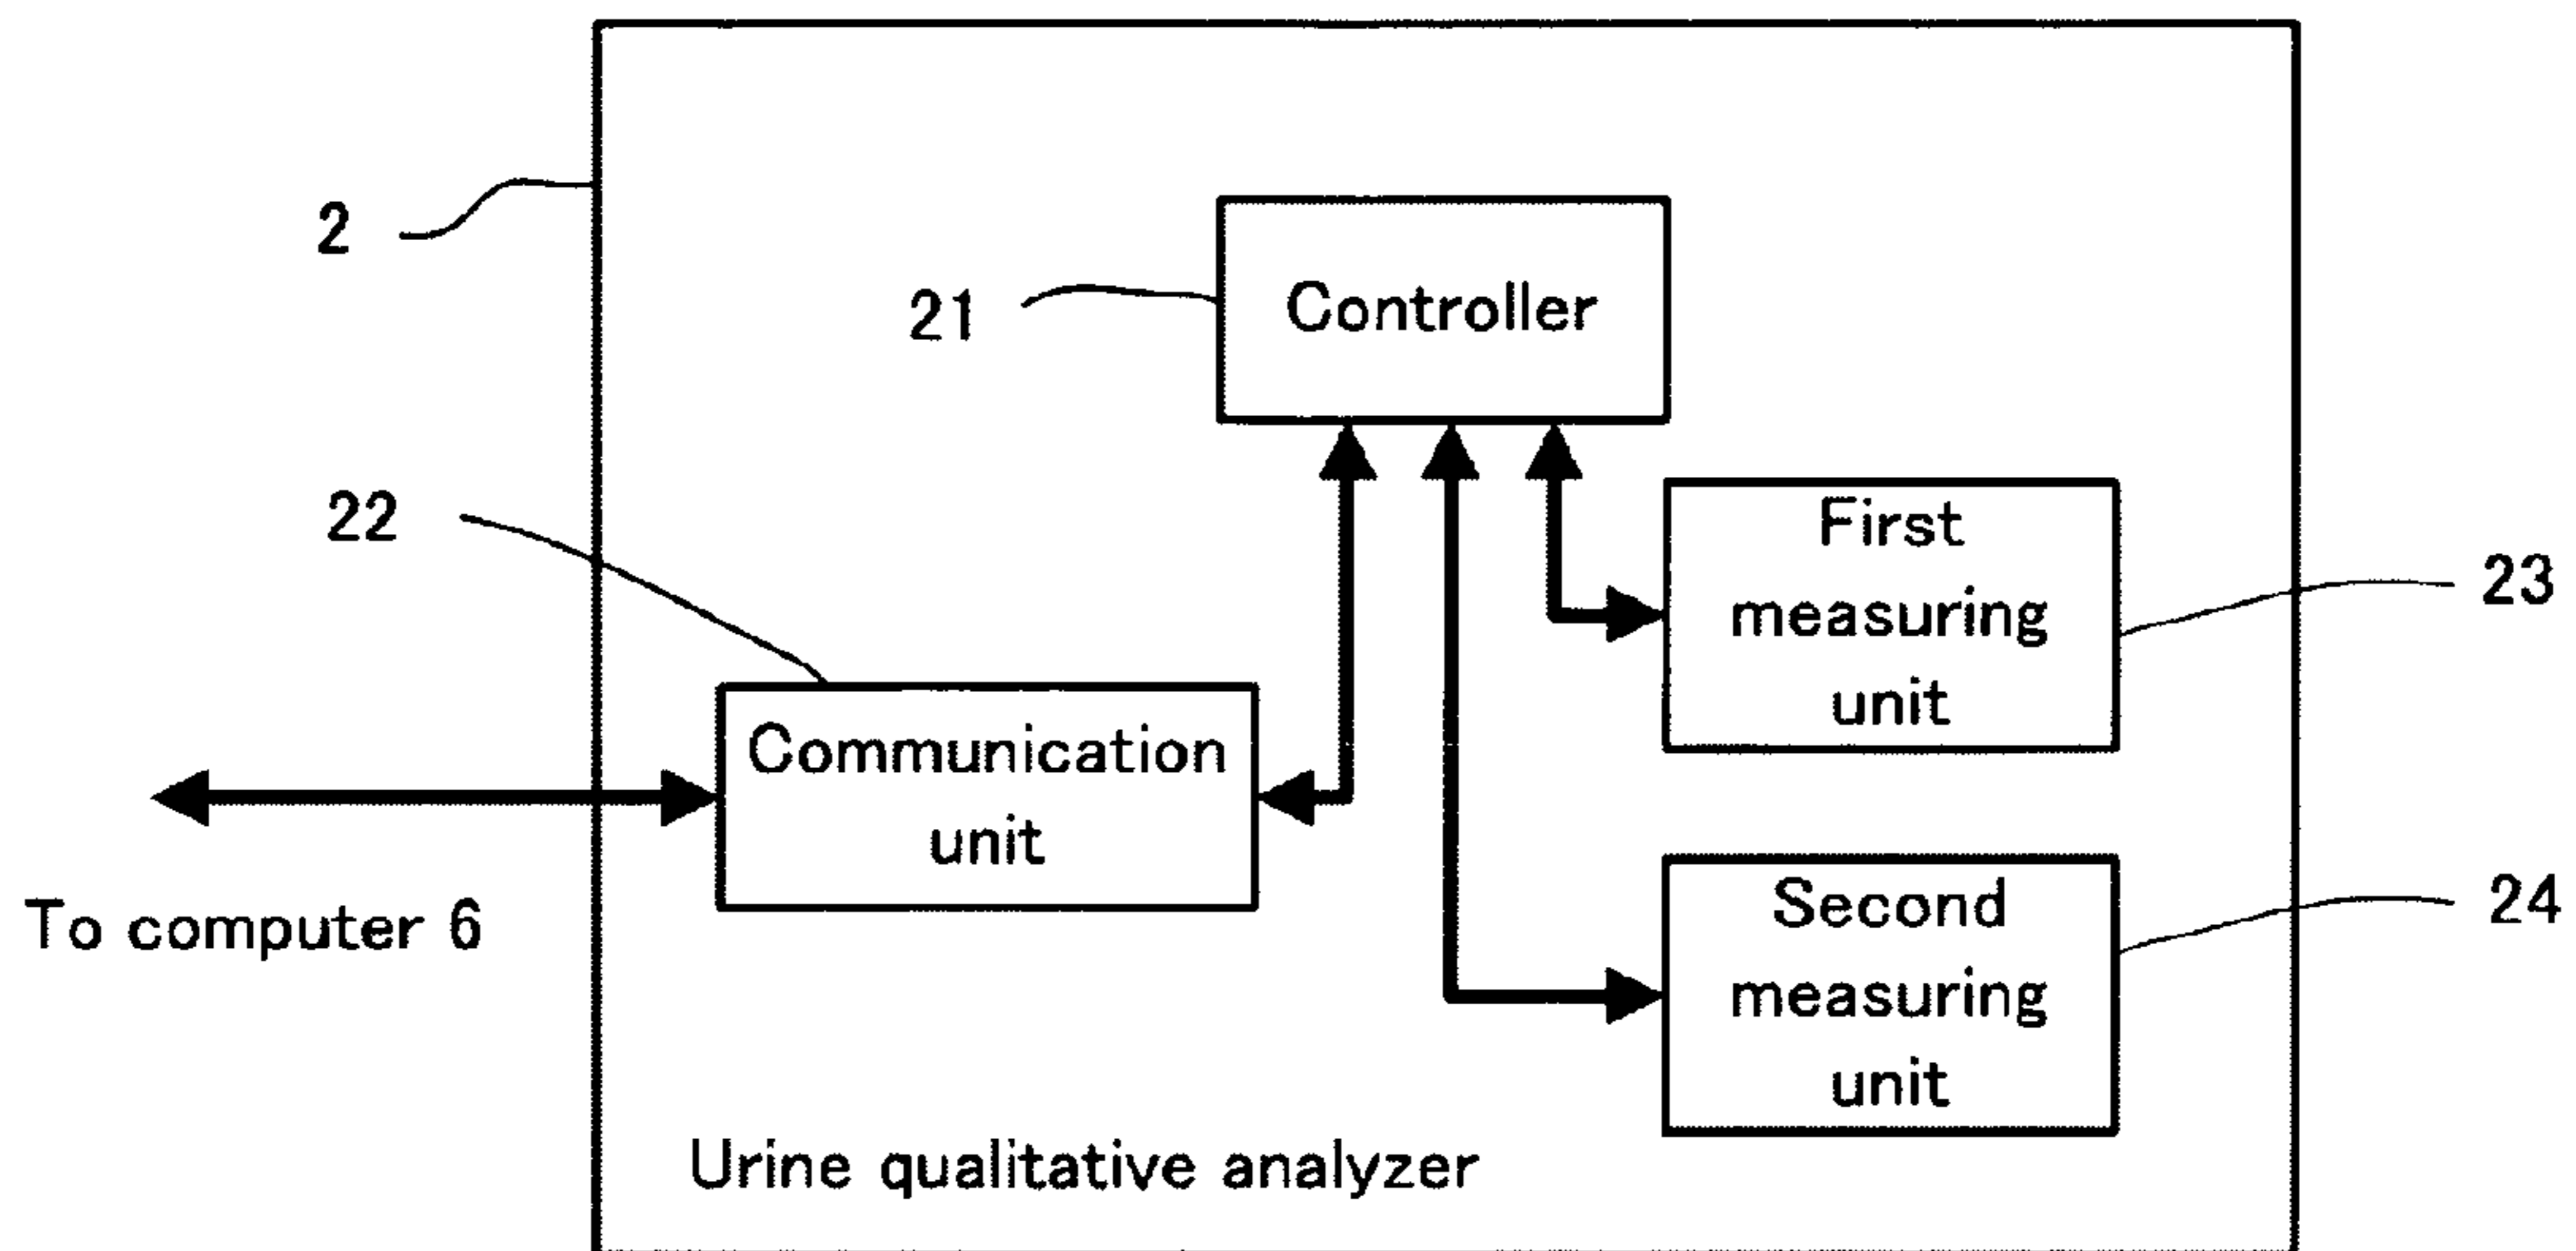 2
21
Controller
22
First
measuring
unit
23
Communication
unit
To computer 6
Second
measuring
unit
24
Urine qualitative analyzer